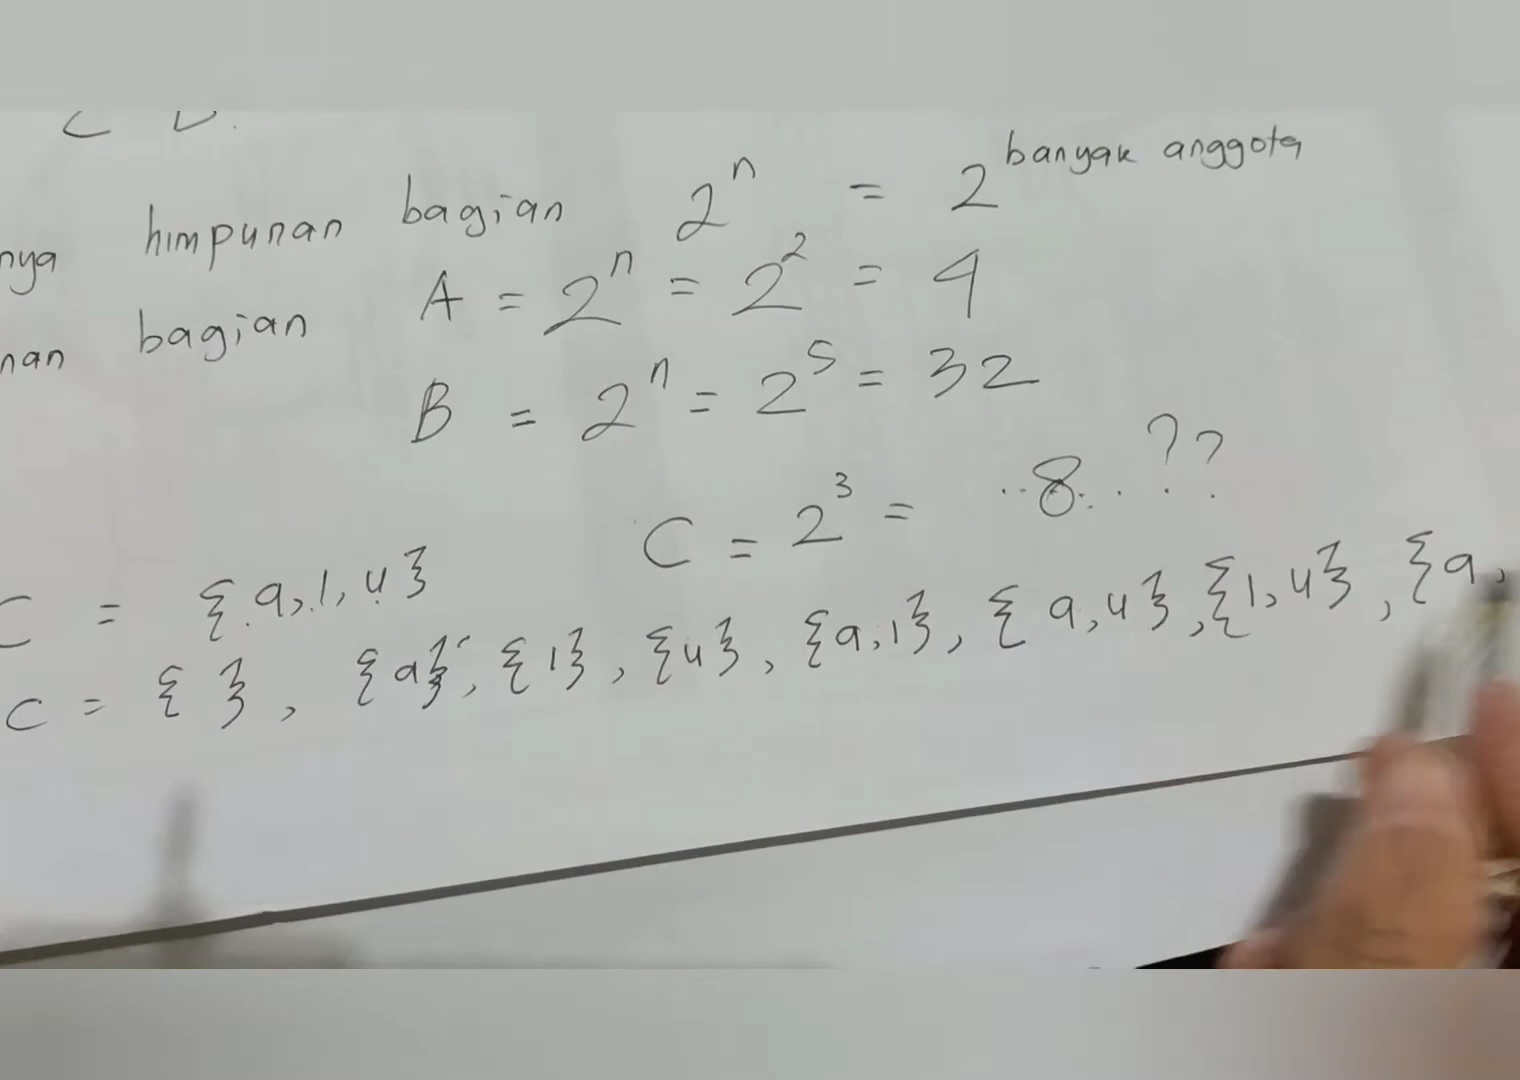 nya himpunan bagian 2ⁿ = 2^banyak anggota
nan bagian A = 2ⁿ = 2² = 4
B = 2ⁿ = 2⁵ = 32
C = 2³ = ..8..??
C = {a,1,4}
C = { }, {a}, {1}, {4}, {a,1}, {a,4}, {1,4}, {a,